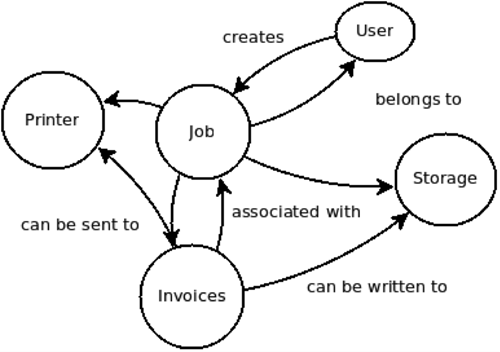 User
creates
belongs to
Printer
Job
Storage
associated with
can be sent to
can be written to
Invoices